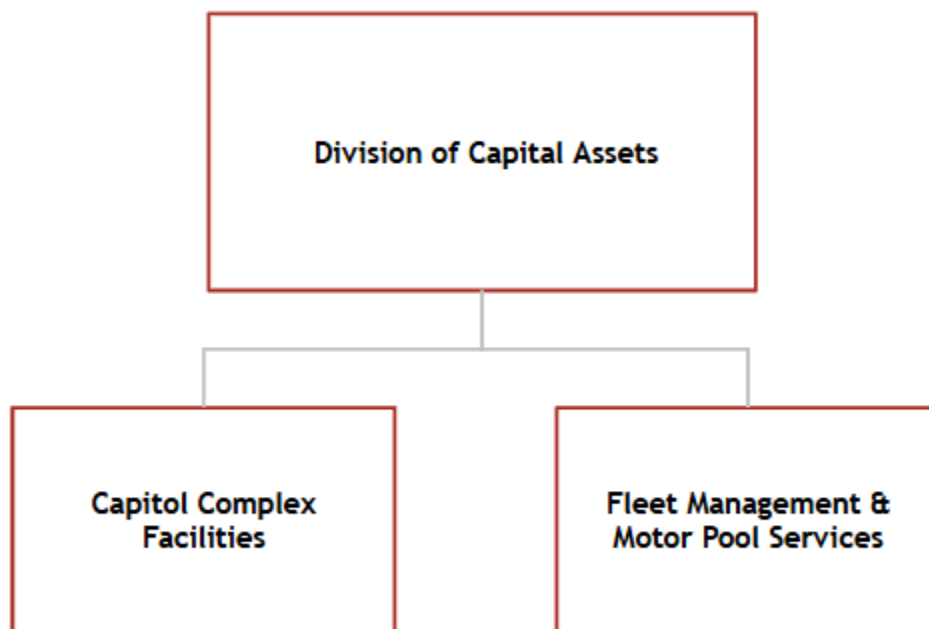 Division of Capital Assets
Capitol Complex
Facilities
Fleet Management &
Motor Pool Services